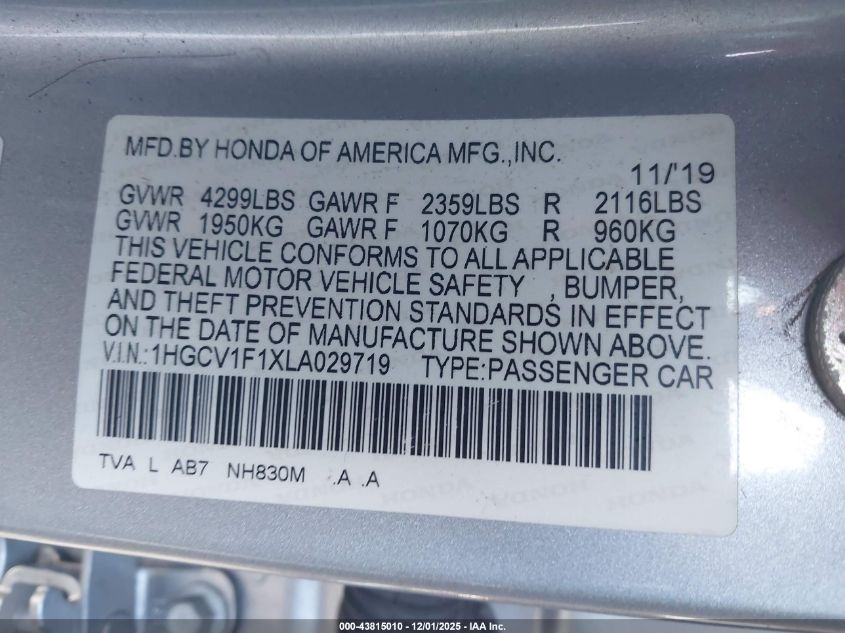 MFD.BY HONDA OF AMERICA MFG.,INC.
11/'19
GVWR 4299LBS GAWR F 2359LBS R 2116LBS
GVWR 1950KG GAWR F 1070KG R 960KG
THIS VEHICLE CONFORMS TO ALL APPLICABLE
FEDERAL MOTOR VEHICLE SAFETY , BUMPER,
AND THEFT PREVENTION STANDARDS IN EFFECT
ON THE DATE OF MANUFACTURE SHOWN ABOVE.
V.I.N.:1HGCV1F1XLA029719 TYPE:PASSENGER CAR
TVA L AB7 NH830M .A .A
HONDA HONDA HONDA
000-43815010 - 12/01/2025 - IAA Inc.